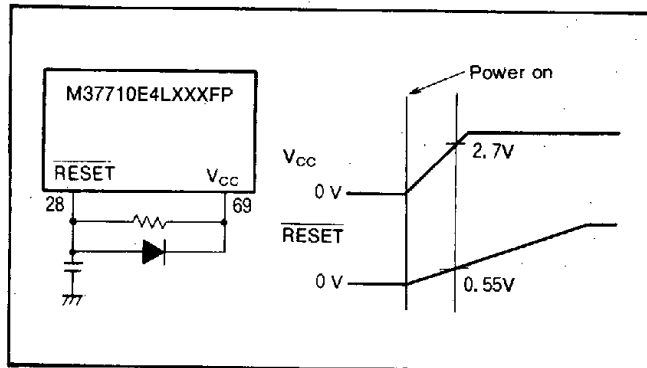 M37710E4LXXXFP
RESET
VCC
28
69
Power on
VCC
2.7V
0 V
RESET
0 V
0.55V